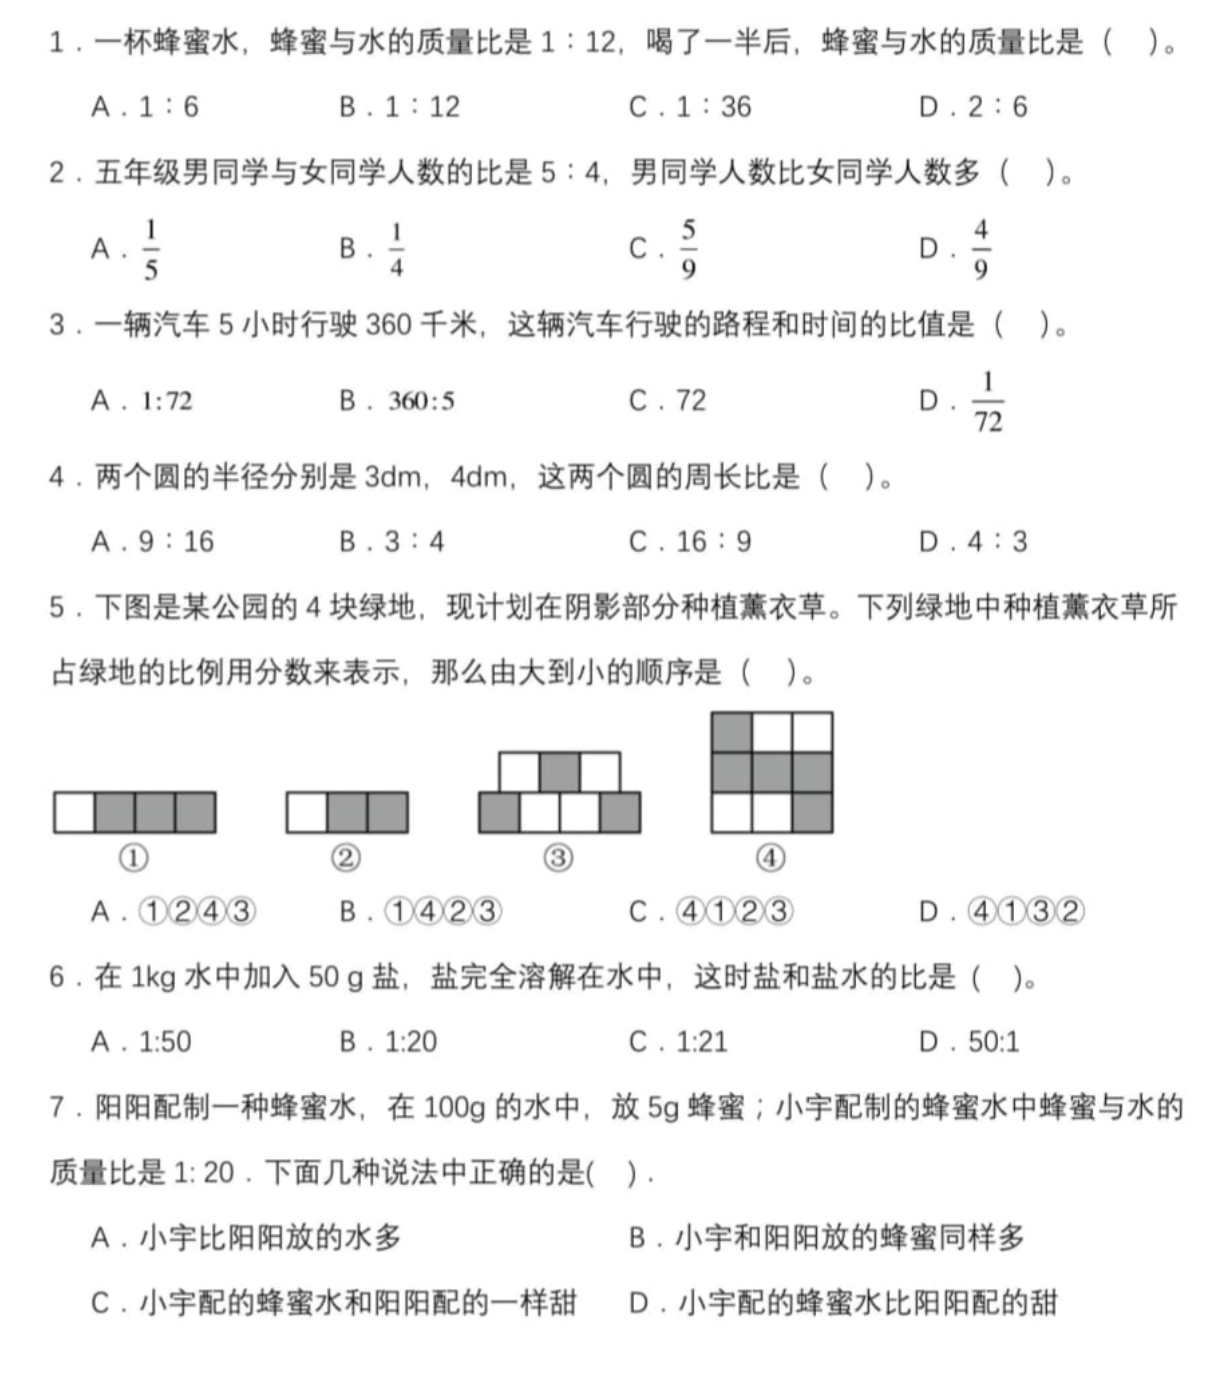 1．一杯蜂蜜水，蜂蜜与水的质量比是 1∶12，喝了一半后，蜂蜜与水的质量比是（ ）。
A．1∶6 B．1∶12 C．1∶36 D．2∶6
2．五年级男同学与女同学人数的比是 5∶4，男同学人数比女同学人数多（ ）。
A．1/5 B．1/4 C．5/9 D．4/9
3．一辆汽车 5 小时行驶 360 千米，这辆汽车行驶的路程和时间的比值是（ ）。
A．1:72 B．360:5 C．72 D．1/72
4．两个圆的半径分别是 3dm，4dm，这两个圆的周长比是（ ）。
A．9∶16 B．3∶4 C．16∶9 D．4∶3
5．下图是某公园的 4 块绿地，现计划在阴影部分种植薰衣草。下列绿地中种植薰衣草所
占绿地的比例用分数来表示，那么由大到小的顺序是（ ）。
① ② ③ ④
A．①②④③ B．①④②③ C．④①②③ D．④①③②
6．在 1kg 水中加入 50 g 盐，盐完全溶解在水中，这时盐和盐水的比是（ ）。
A．1:50 B．1:20 C．1:21 D．50:1
7．阳阳配制一种蜂蜜水，在 100g 的水中，放 5g 蜂蜜；小宇配制的蜂蜜水中蜂蜜与水的
质量比是 1: 20．下面几种说法中正确的是( )．
A．小宇比阳阳放的水多 B．小宇和阳阳放的蜂蜜同样多
C．小宇配的蜂蜜水和阳阳配的一样甜 D．小宇配的蜂蜜水比阳阳配的甜